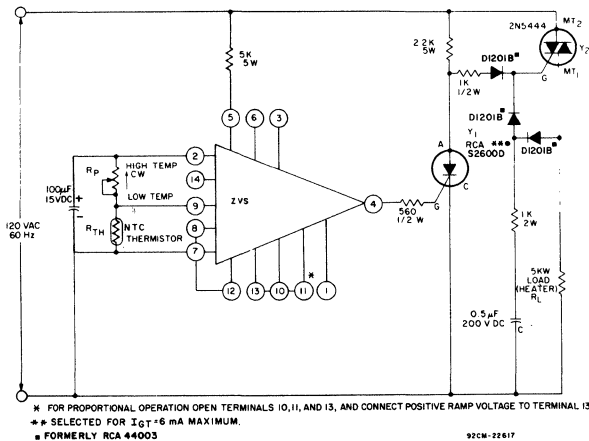 2N5444
MT2
Y2
MT1
G
5K
5W
2.2K
5W
D1201B■
1K
1/2 W
D1201B■
Y1
RCA
S2600D
***
D1201B■
A
C
G
5
6
3
2
14
9
8
7
ZVS
4
12
13
10
11
*
1
RP
HIGH TEMP
CW
LOW TEMP
100µF
15VDC
+
-
RTH
NTC
THERMISTOR
560
1/2 W
120 VAC
60 Hz
1K
2W
5KW
LOAD
(HEATER)
RL
0.5µF
200 V DC
C
* FOR PROPORTIONAL OPERATION OPEN TERMINALS 10,11, AND 13, AND CONNECT POSITIVE RAMP VOLTAGE TO TERMINAL 13
** SELECTED FOR IGT=6 mA MAXIMUM.
■ FORMERLY RCA 44003
92CM-22617